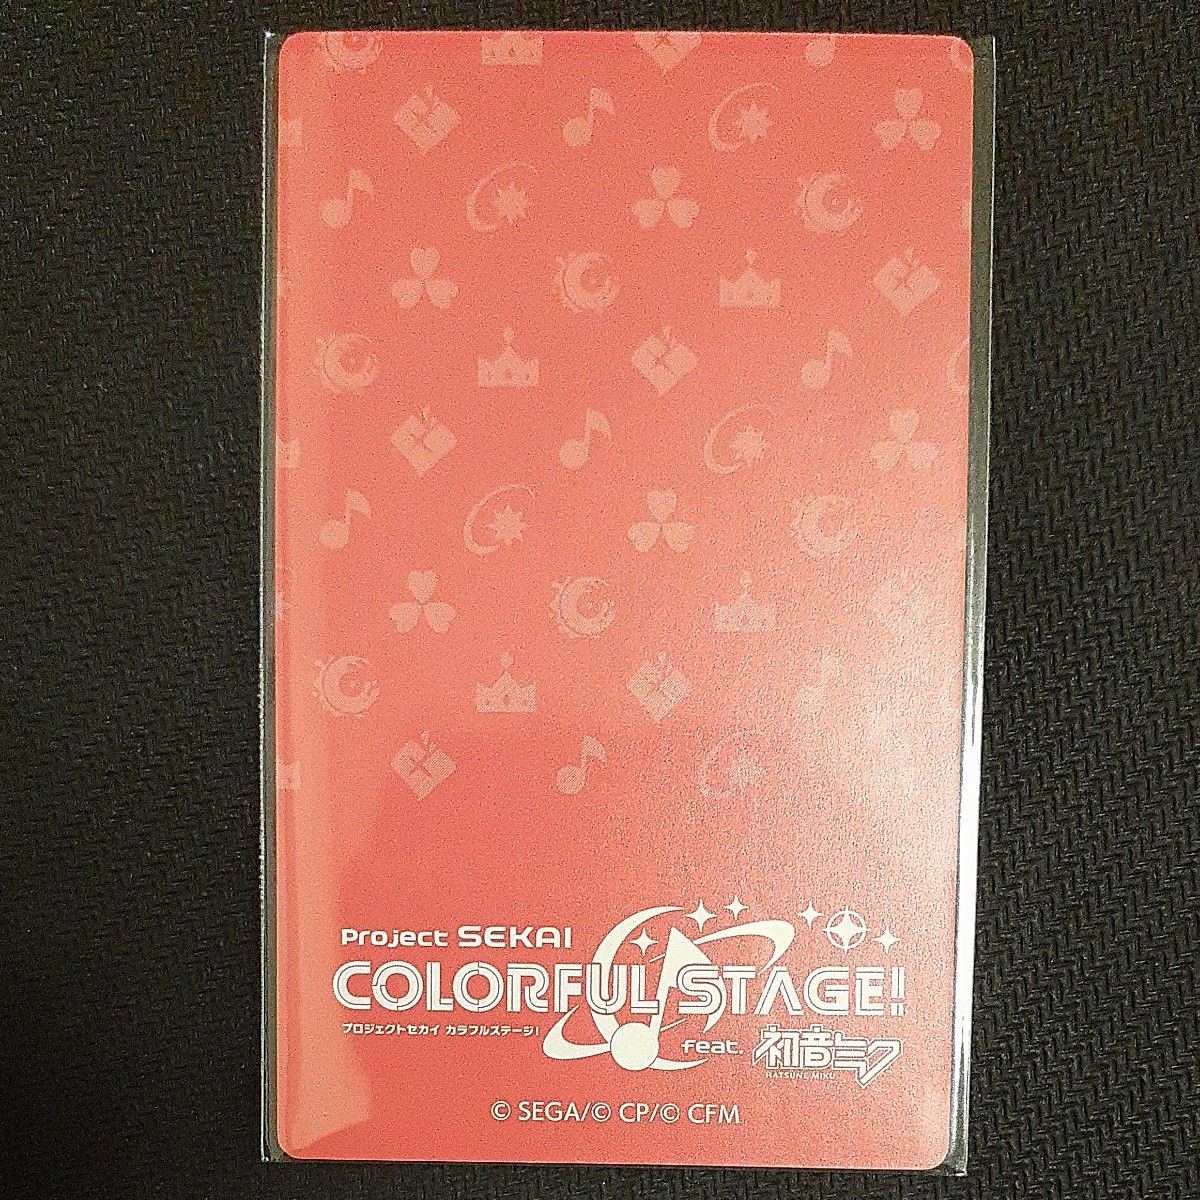 Project SEKAI
COLORFUL STAGE!
プロジェクトセカイ カラフルステージ!
feat. 初音ミク
HATSUNE MIKU
© SEGA/© CP/© CFM